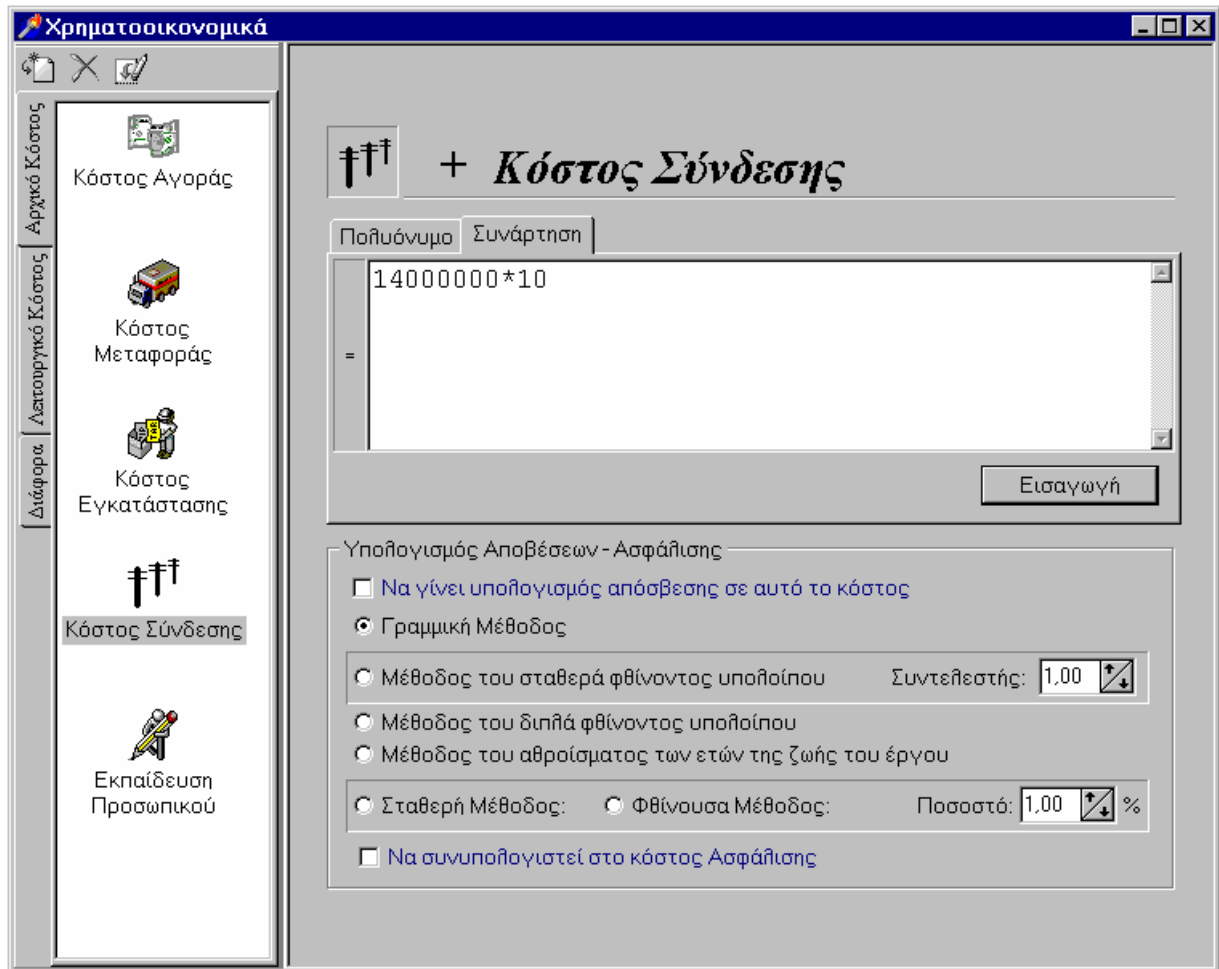 Χρηματοοικονομικά
Αρχικό Κόστος
Λειτουργικό Κόστος
Διάφορα
Κόστος Αγοράς
Κόστος
Μεταφοράς
Κόστος
Εγκατάστασης
Κόστος Σύνδεσης
Εκπαίδευση
Προσωπικού
+ Κόστος Σύνδεσης
Πολυόνυμο Συνάρτηση
= 14000000*10
Εισαγωγή
Υπολογισμός Αποβέσεων - Ασφάλισης
Να γίνει υπολογισμός απόσβεσης σε αυτό το κόστος
Γραμμική Μέθοδος
Μέθοδος του σταθερά φθίνοντος υπολοίπου Συντελεστής: 1,00
Μέθοδος του διπλά φθίνοντος υπολοίπου
Μέθοδος του αθροίσματος των ετών της ζωής του έργου
Σταθερή Μέθοδος: Φθίνουσα Μέθοδος: Ποσοστό: 1,00 %
Να συνυπολογιστεί στο κόστος Ασφάλισης